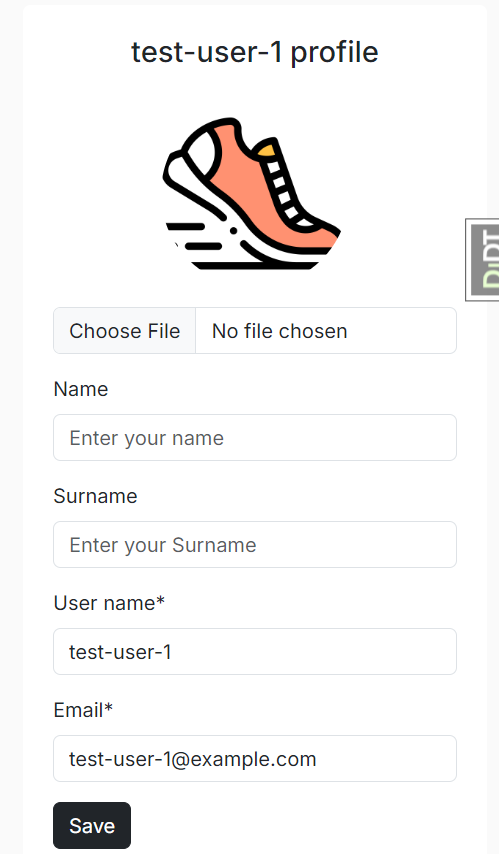 test-user-1 profile
DjDT
Choose File No file chosen
Name
Enter your name
Surname
Enter your Surname
User name*
test-user-1
Email*
test-user-1@example.com
Save